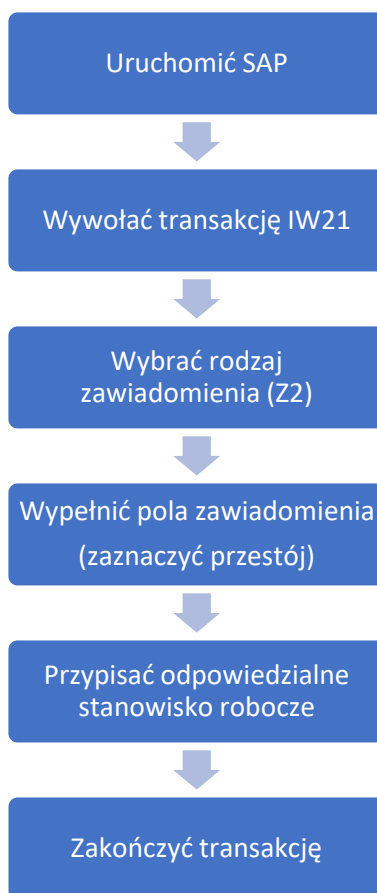 Uruchomić SAP
Wywołać transakcję IW21
Wybrać rodzaj
zawiadomienia (Z2)
Wypełnić pola zawiadomienia
(zaznaczyć przestój)
Przypisać odpowiedzialne
stanowisko robocze
Zakończyć transakcję